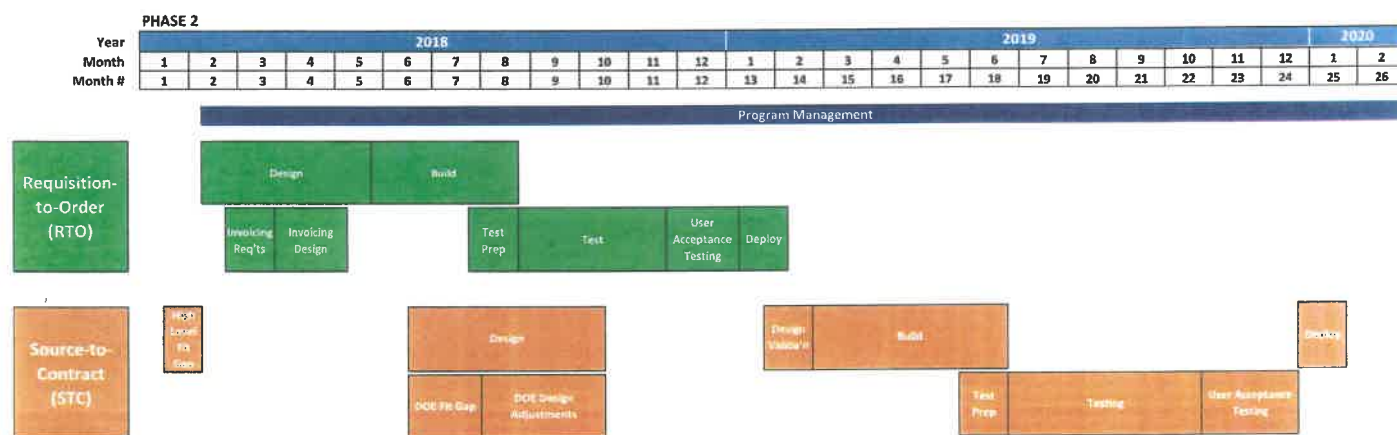 PHASE 2
Year 2018 2019 2020
Month 1 2 3 4 5 6 7 8 9 10 11 12 1 2 3 4 5 6 7 8 9 10 11 12 1 2
Month # 1 2 3 4 5 6 7 8 9 10 11 12 13 14 15 16 17 18 19 20 21 22 23 24 25 26
Program Management
Requisition-
to-Order
(RTO)
Design Build
Invoicing
Req'ts
Invoicing
Design
Test
Prep
Test
User
Acceptance
Testing
Deploy
Source-to-
Contract
(STC)
High
Level
Fit
Gap
Design
Design
Valida'n
Build
Deploy
DOE Fit Gap
DOE Design
Adjustments
Test
Prep
Testing
User Acceptance
Testing